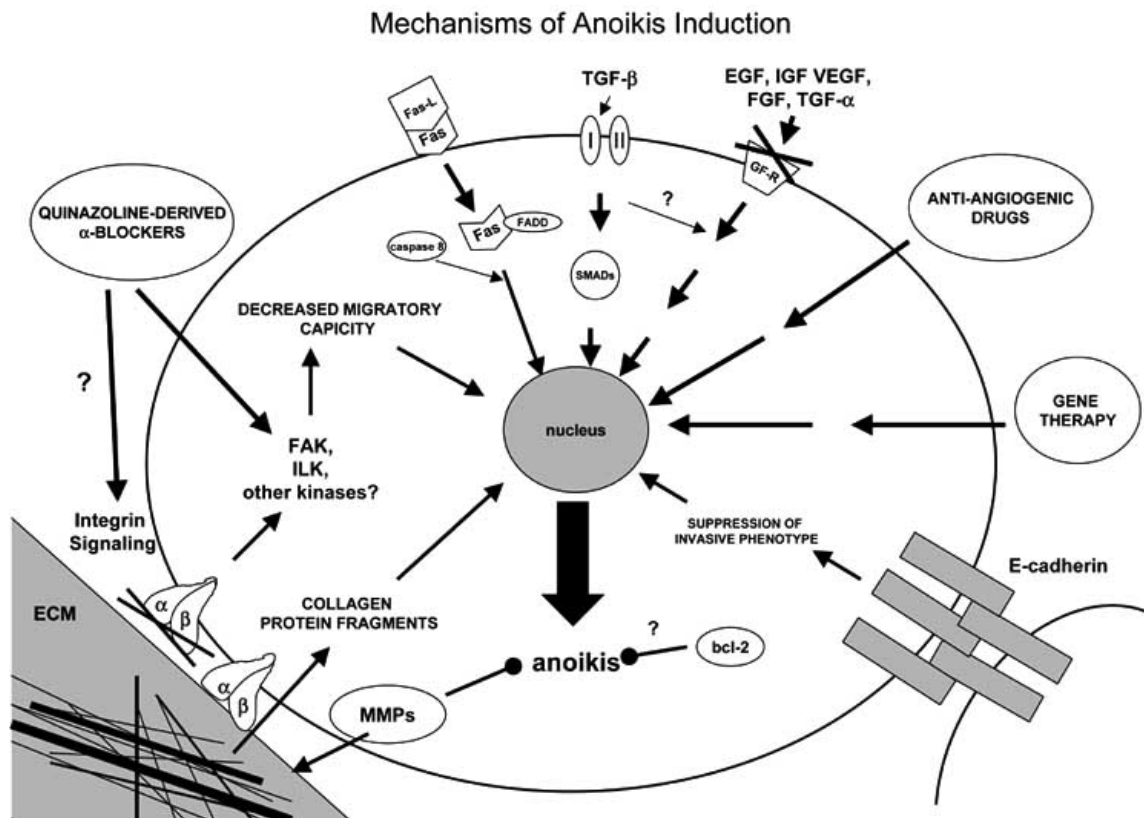 Mechanisms of Anoikis Induction
Fas-L
Fas
TGF-β
I
II
EGF, IGF VEGF,
FGF, TGF-α
GF-R
QUINAZOLINE-DERIVED
α-BLOCKERS
ANTI-ANGIOGENIC
DRUGS
?
Fas
FADD
caspase 8
SMADs
DECREASED MIGRATORY
CAPICITY
?
nucleus
GENE
THERAPY
FAK,
ILK,
other kinases?
Integrin
Signaling
SUPPRESSION OF
INVASIVE PHENOTYPE
E-cadherin
ECM
α
β
COLLAGEN
PROTEIN FRAGMENTS
α
β
?
anoikis
bcl-2
MMPs